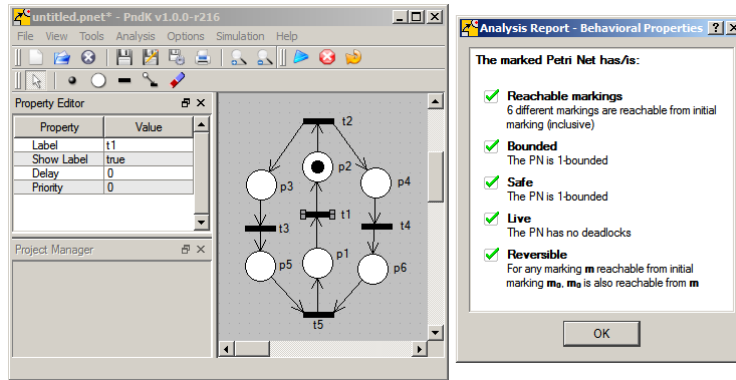 untitled.pnet* - PndK v1.0.0-r216
File View Tools Analysis Options Simulation Help
Property Editor
Property Value
Label t1
Show Label true
Delay 0
Priority 0
Project Manager
t2
p2
p3
p4
t1
t3
t4
p1
p5
p6
t5
Analysis Report - Behavioral Properties
The marked Petri Net has/is:
Reachable markings
6 different markings are reachable from initial
marking (inclusive)
Bounded
The PN is 1-bounded
Safe
The PN is 1-bounded
Live
The PN has no deadlocks
Reversible
For any marking m reachable from initial
marking m₀, m₀ is also reachable from m
OK